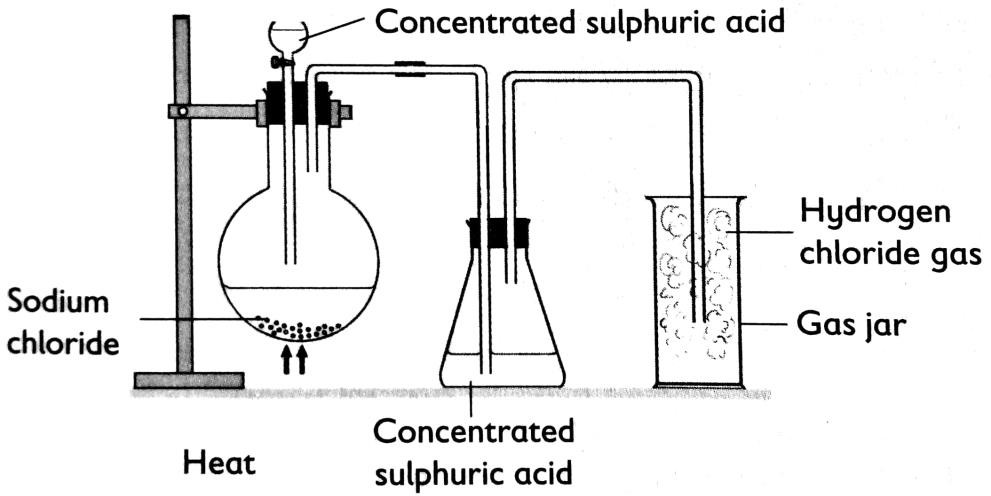 Concentrated sulphuric acid
Hydrogen
chloride gas
Sodium
chloride
Gas jar
Concentrated
sulphuric acid
Heat